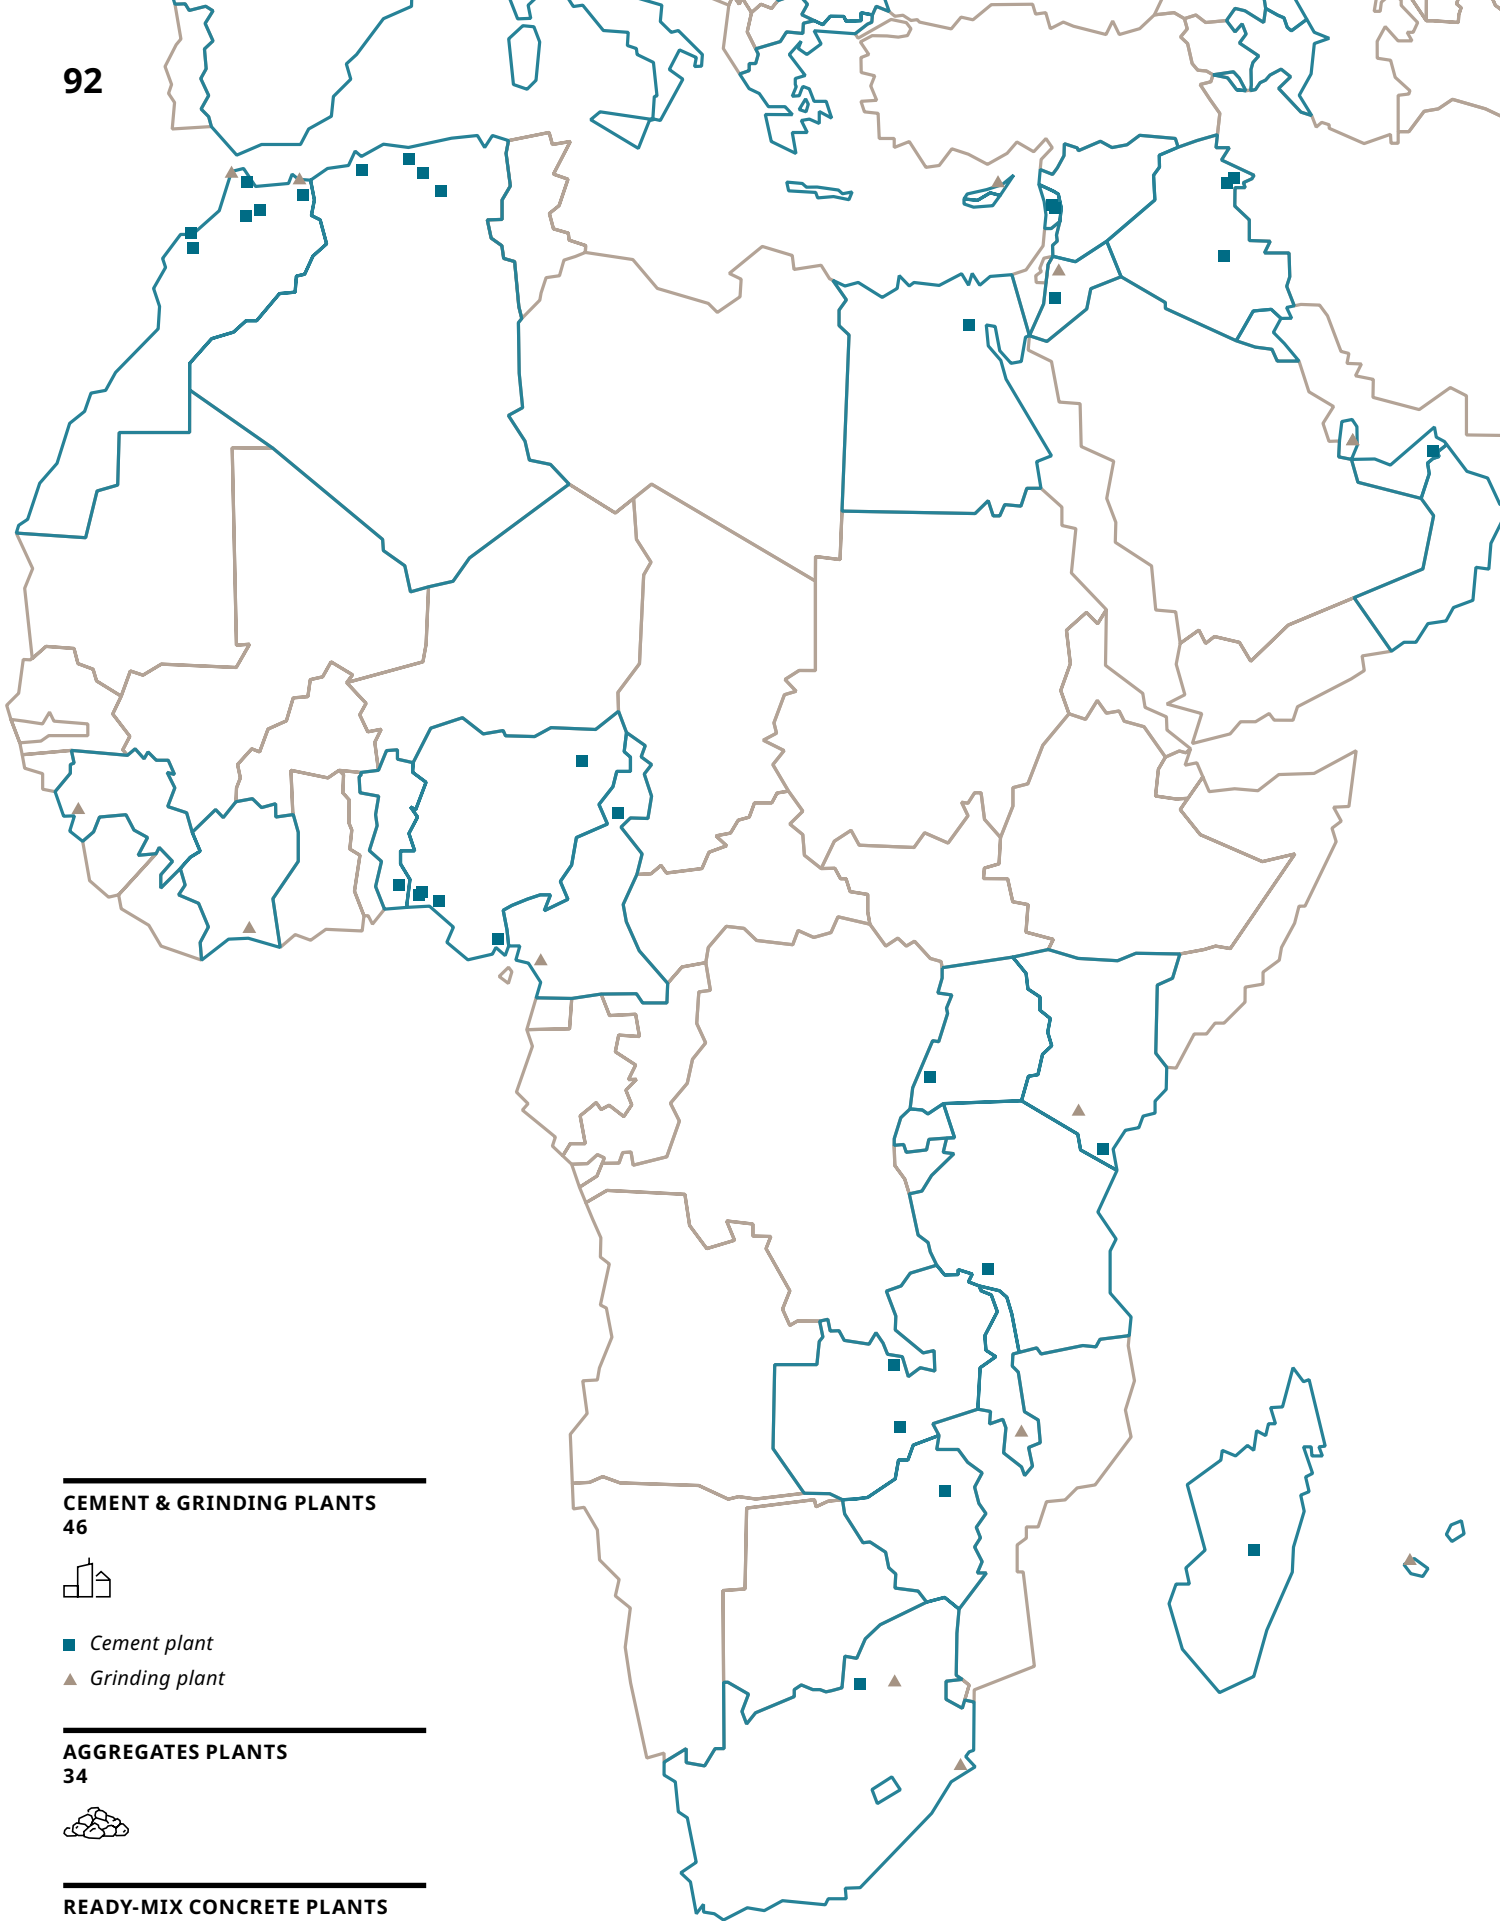 92
CEMENT & GRINDING PLANTS
46
Cement plant
Grinding plant
AGGREGATES PLANTS
34
READY-MIX CONCRETE PLANTS